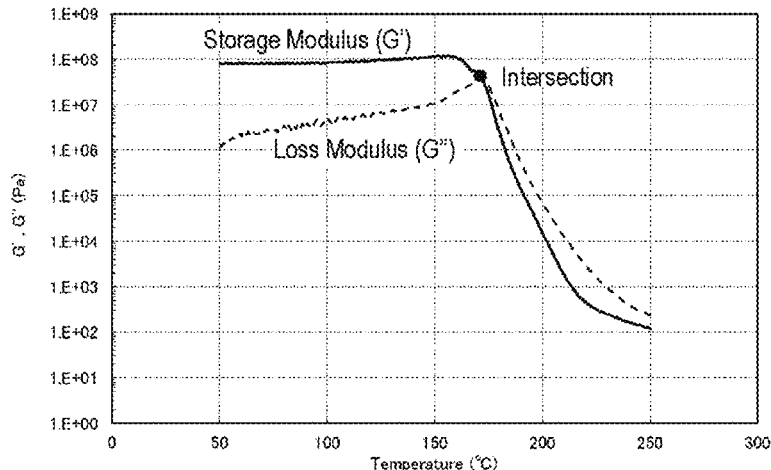 1.E+09
1.E+08
1.E+07
1.E+06
1.E+05
1.E+04
1.E+03
1.E+02
1.E+01
1.E+00
G', G'' (Pa)
Storage Modulus (G')
Intersection
Loss Modulus (G'')
0 50 100 150 200 250 300
Temperature (°C)